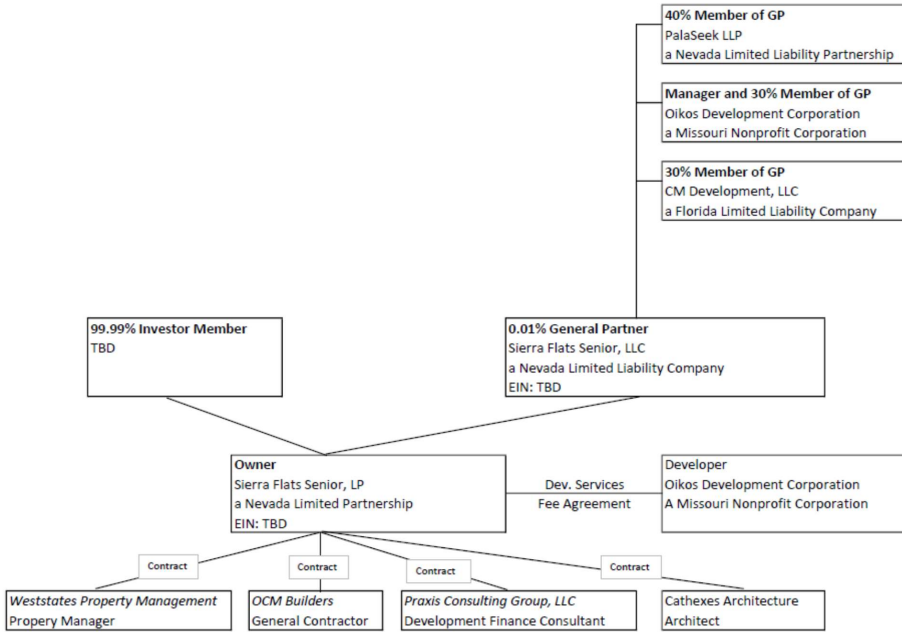 40% Member of GP
PalaSeek LLP
a Nevada Limited Liability Partnership
Manager and 30% Member of GP
Oikos Development Corporation
a Missouri Nonprofit Corporation
30% Member of GP
CM Development, LLC
a Florida Limited Liability Company
99.99% Investor Member
TBD
0.01% General Partner
Sierra Flats Senior, LLC
a Nevada Limited Liability Company
EIN: TBD
Owner
Sierra Flats Senior, LP
a Nevada Limited Partnership
EIN: TBD
Dev. Services
Fee Agreement
Developer
Oikos Development Corporation
A Missouri Nonprofit Corporation
Contract
Contract
Contract
Contract
Weststates Property Management
Propery Manager
OCM Builders
General Contractor
Praxis Consulting Group, LLC
Development Finance Consultant
Cathexes Architecture
Architect